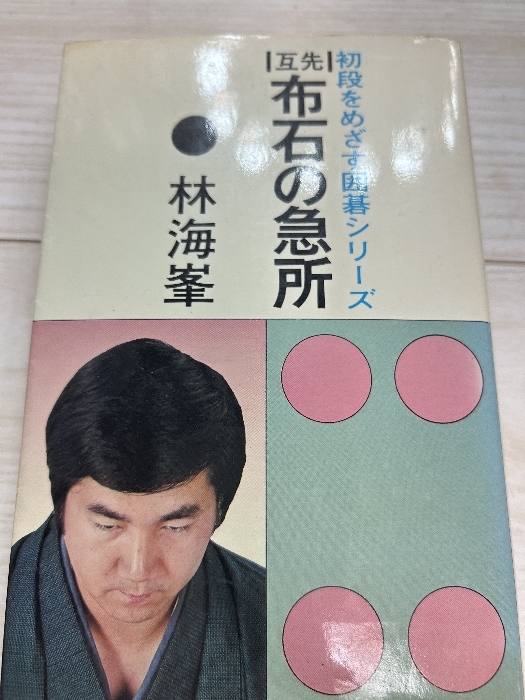 初段をめざす囲碁シリーズ
互先
布石の急所
林海峯